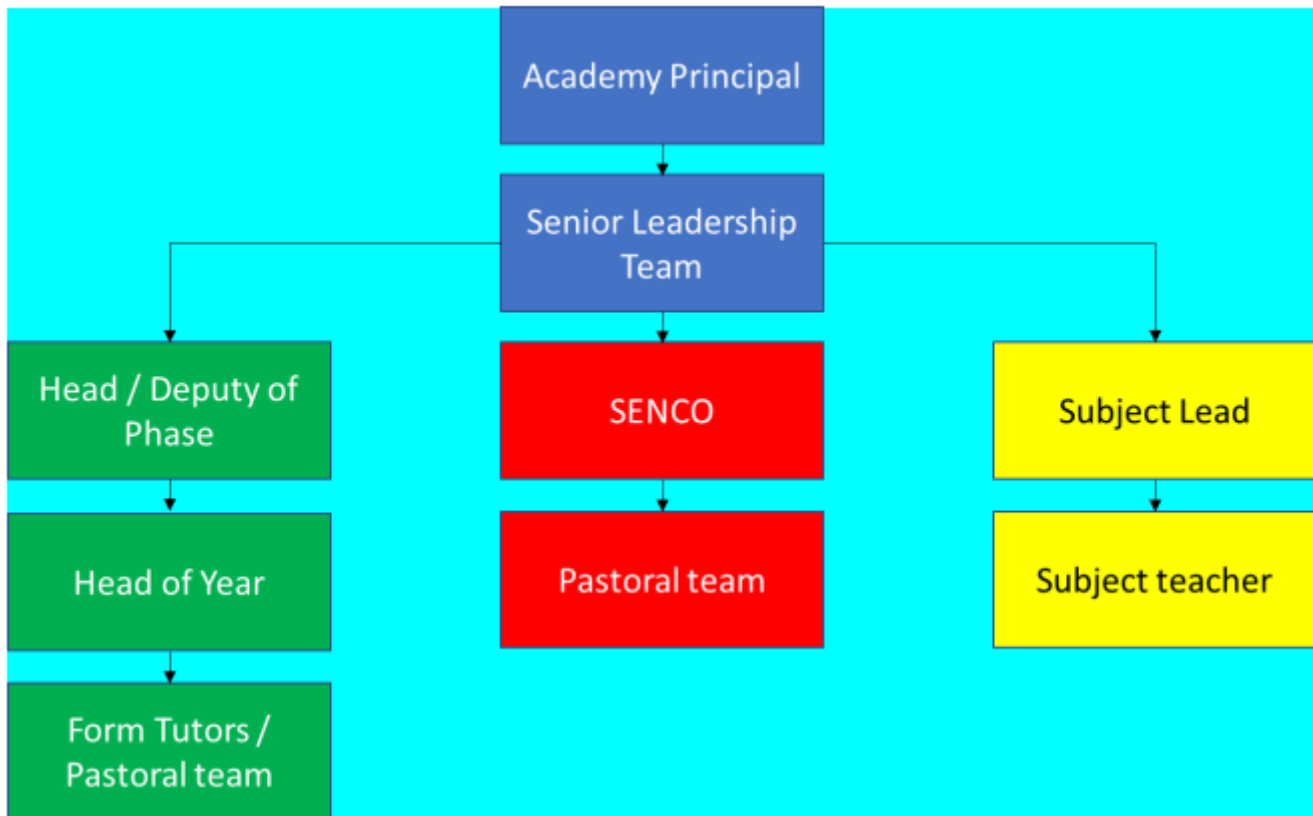 Academy Principal
Senior Leadership
Team
Head / Deputy of
Phase
SENCO
Subject Lead
Head of Year
Pastoral team
Subject teacher
Form Tutors /
Pastoral team